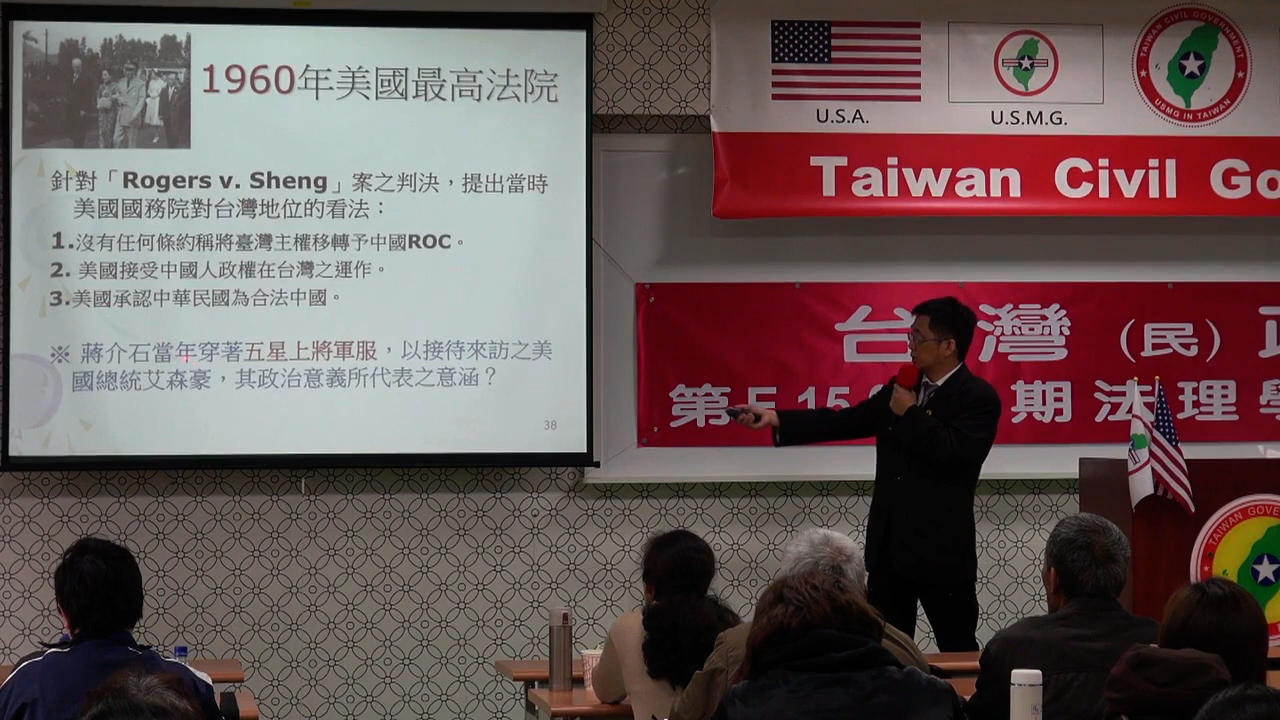 1960年美國最高法院
針對「Rogers v. Sheng」案之判決，提出當時
美國國務院對台灣地位的看法：
1.沒有任何條約稱將臺灣主權移轉予中國ROC。
2. 美國接受中國人政權在台灣之運作。
3.美國承認中華民國為合法中國。
※ 蔣介石當年穿著五星上將軍服，以接待來訪之美
國總統艾森豪，其政治意義所代表之意涵？
38
U.S.A.
U.S.M.G.
TAIWAN CIVIL GOVERNMENT
USMG IN TAIWAN
Taiwan Civil Go
台灣（民）
第 15 期法理學
TAIWAN